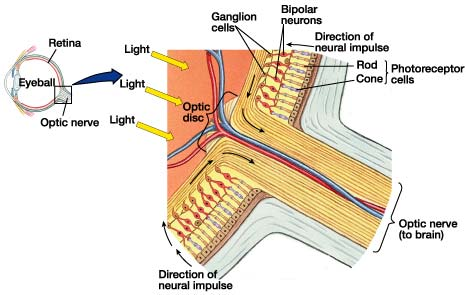 Retina
Eyeball
Optic nerve
Light
Light
Light
Optic
disc
Ganglion
cells
Bipolar
neurons
Direction of
neural impulse
Rod
Cone
Photoreceptor
cells
Optic nerve
(to brain)
Direction of
neural impulse